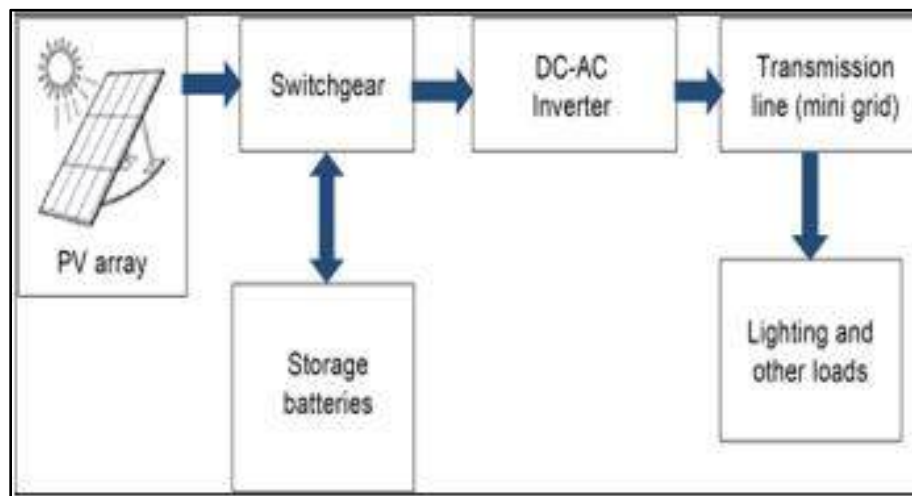 PV array
Switchgear
DC-AC
Inverter
Transmission
line (mini grid)
Storage
batteries
Lighting and
other loads